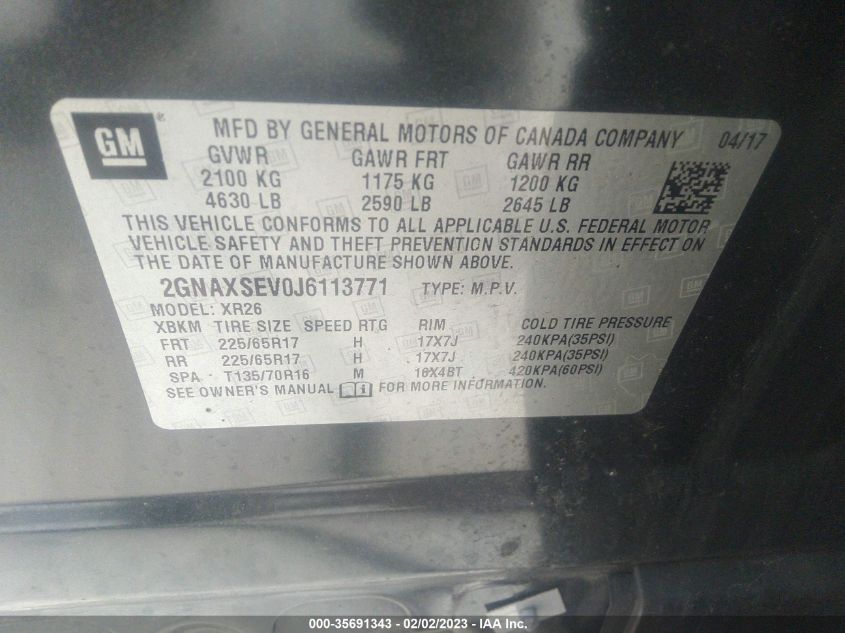 GM
MFD BY GENERAL MOTORS OF CANADA COMPANY 04/17
GVWR GAWR FRT GAWR RR
2100 KG 1175 KG 1200 KG
4630 LB 2590 LB 2645 LB
THIS VEHICLE CONFORMS TO ALL APPLICABLE U.S. FEDERAL MOTOR
VEHICLE SAFETY AND THEFT PREVENTION STANDARDS IN EFFECT ON
THE DATE OF MANUFACTURE SHOWN ABOVE.
2GNAXSEV0J6113771 TYPE: M.P.V.
MODEL: XR26
XBKM TIRE SIZE SPEED RTG RIM COLD TIRE PRESSURE
FRT 225/65R17 H 17X7J 240KPA(35PSI)
RR 225/65R17 H 17X7J 240KPA(35PSI)
SPA T135/70R16 M 16X4BT 420KPA(60PSI)
SEE OWNER'S MANUAL FOR MORE INFORMATION.
000-35691343 - 02/02/2023 - IAAI.com